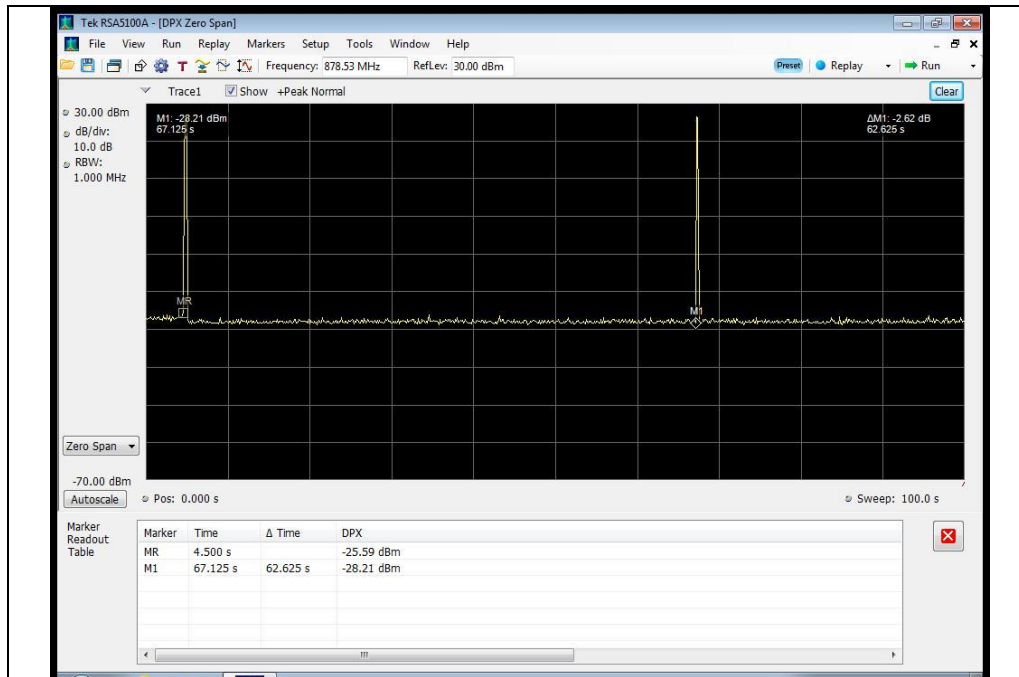 Tek RSA5100A - [DPX Zero Span]
File View Run Replay Markers Setup Tools Window Help
Frequency: 878.53 MHz RefLev: 30.00 dBm Preset Replay Run
Trace1 Show +Peak Normal Clear
30.00 dBm
dB/div:
10.0 dB
RBW:
1.000 MHz
M1: -28.21 dBm
67.125 s
ΔM1: -2.62 dB
62.625 s
MR
M1
Zero Span
-70.00 dBm
Autoscale Pos: 0.000 s Sweep: 100.0 s
Marker
Readout
Table
Marker Time Δ Time DPX
MR 4.500 s -25.59 dBm
M1 67.125 s 62.625 s -28.21 dBm